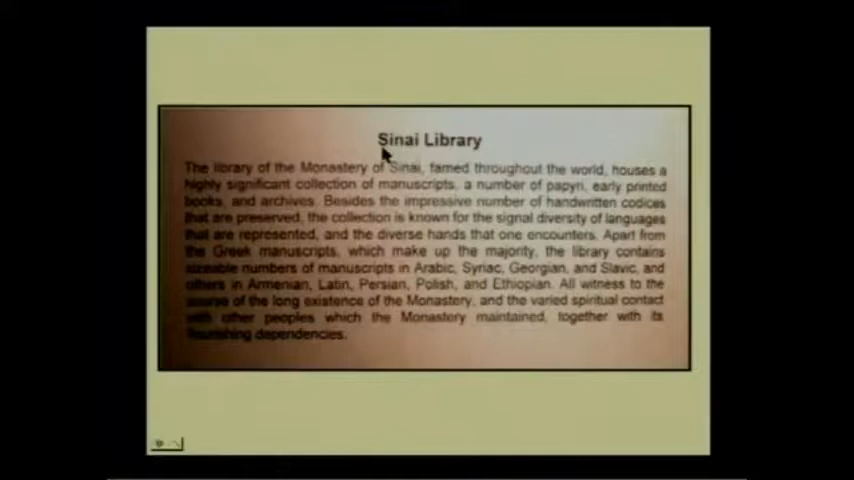 Sinai Library
The library of the Monastery of Sinai, famed throughout the world, houses a
highly significant collection of manuscripts, a number of papyri, early printed
books, and archives. Besides the impressive number of handwritten codices
that are preserved, the collection is known for the signal diversity of languages
that are represented, and the diverse hands that one encounters. Apart from
the Greek manuscripts, which make up the majority, the library contains
sizeable numbers of manuscripts in Arabic, Syriac, Georgian, and Slavic, and
others in Armenian, Latin, Persian, Polish, and Ethiopian. All witness to the
course of the long existence of the Monastery, and the varied spiritual contact
with other peoples which the Monastery maintained, together with its
flourishing dependencies.